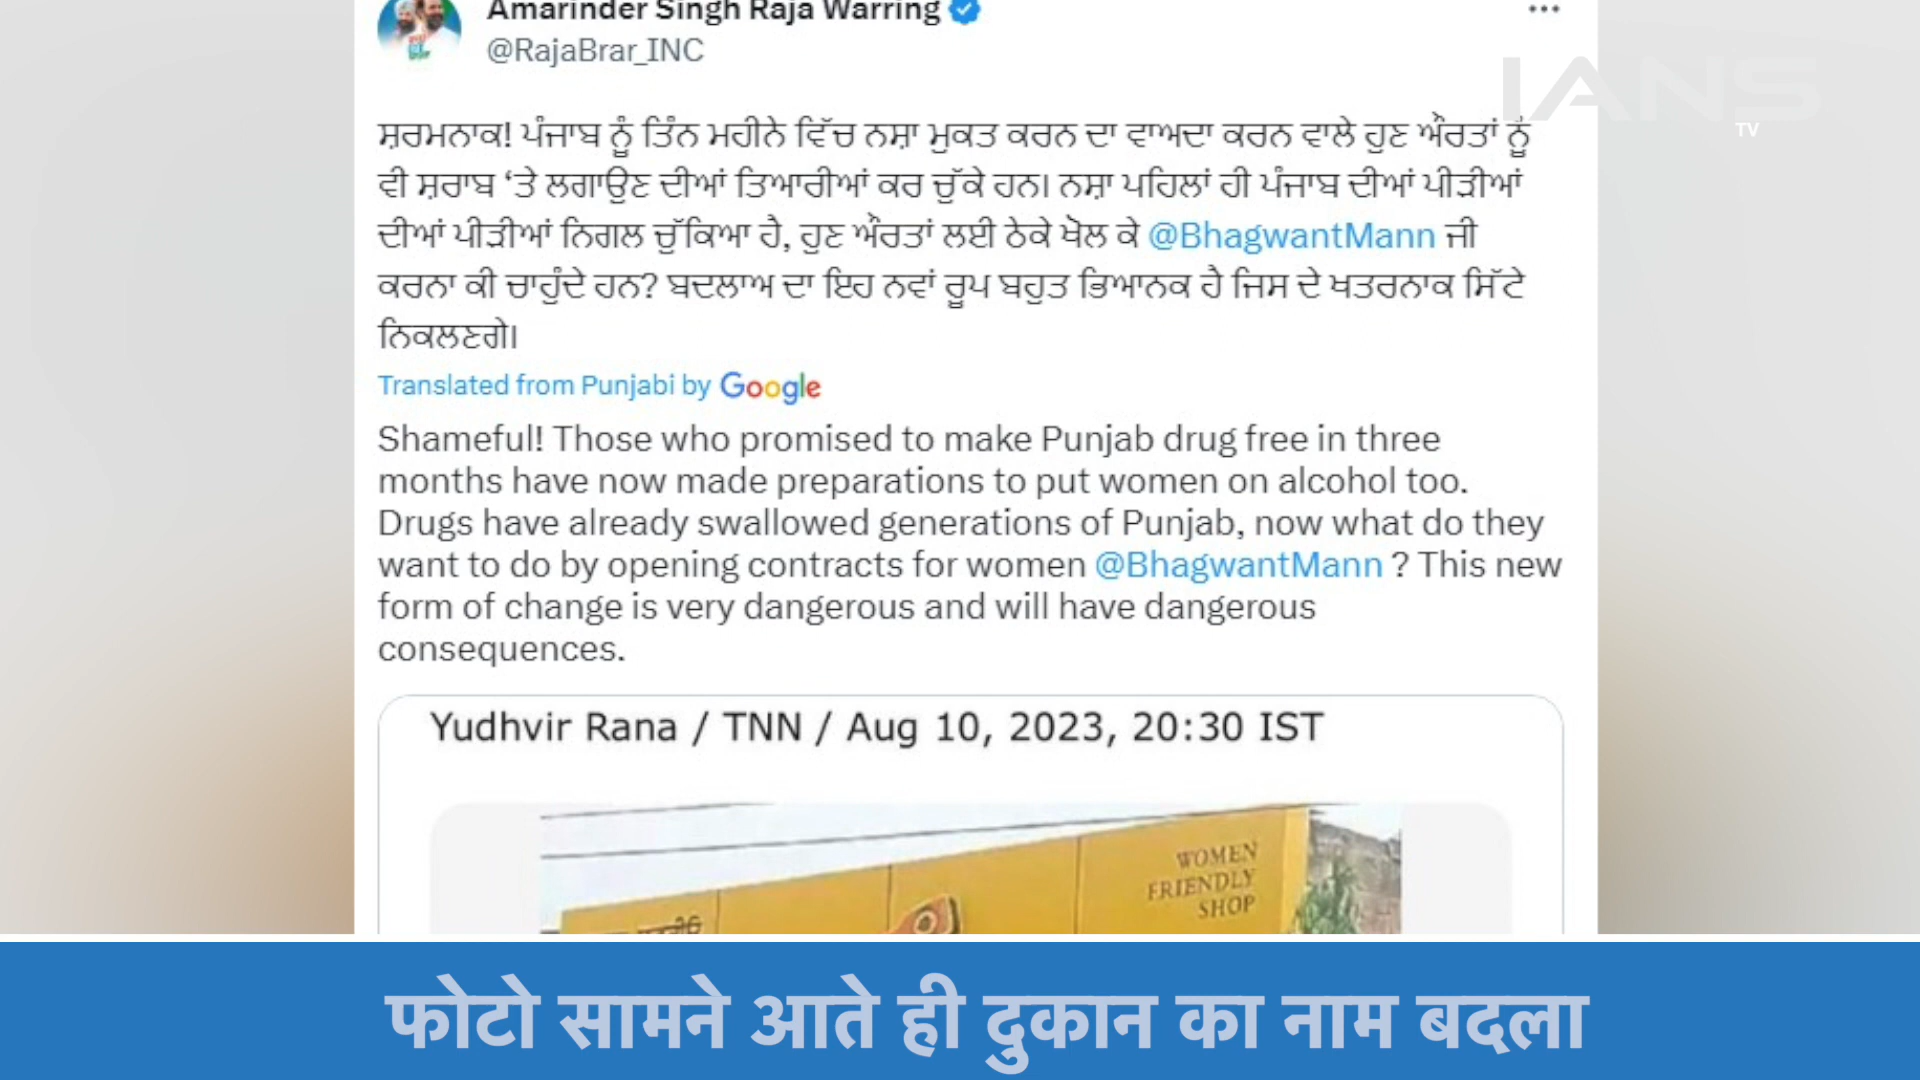 Amarinder Singh Raja Warring
@RajaBrar_INC
IANS
TV
ਸ਼ਰਮਨਾਕ! ਪੰਜਾਬ ਨੂੰ ਤਿੰਨ ਮਹੀਨੇ ਵਿੱਚ ਨਸ਼ਾ ਮੁਕਤ ਕਰਨ ਦਾ ਵਾਅਦਾ ਕਰਨ ਵਾਲੇ ਹੁਣ ਔਰਤਾਂ ਨੂੰ
ਵੀ ਸ਼ਰਾਬ ‘ਤੇ ਲਗਾਉਣ ਦੀਆਂ ਤਿਆਰੀਆਂ ਕਰ ਚੁੱਕੇ ਹਨ। ਨਸ਼ਾ ਪਹਿਲਾਂ ਹੀ ਪੰਜਾਬ ਦੀਆਂ ਪੀੜੀਆਂ
ਦੀਆਂ ਪੀੜੀਆਂ ਨਿਗਲ ਚੁੱਕਿਆ ਹੈ, ਹੁਣ ਔਰਤਾਂ ਲਈ ਠੇਕੇ ਖੋਲ ਕੇ @BhagwantMann ਜੀ
ਕਰਨਾ ਕੀ ਚਾਹੁੰਦੇ ਹਨ? ਬਦਲਾਅ ਦਾ ਇਹ ਨਵਾਂ ਰੂਪ ਬਹੁਤ ਭਿਆਨਕ ਹੈ ਜਿਸ ਦੇ ਖਤਰਨਾਕ ਸਿੱਟੇ
ਨਿਕਲਣਗੇ।
Translated from Punjabi by Google
Shameful! Those who promised to make Punjab drug free in three
months have now made preparations to put women on alcohol too.
Drugs have already swallowed generations of Punjab, now what do they
want to do by opening contracts for women @BhagwantMann ? This new
form of change is very dangerous and will have dangerous
consequences.
Yudhvir Rana / TNN / Aug 10, 2023, 20:30 IST
WOMEN
FRIENDLY
SHOP
फोटो सामने आते ही दुकान का नाम बदला